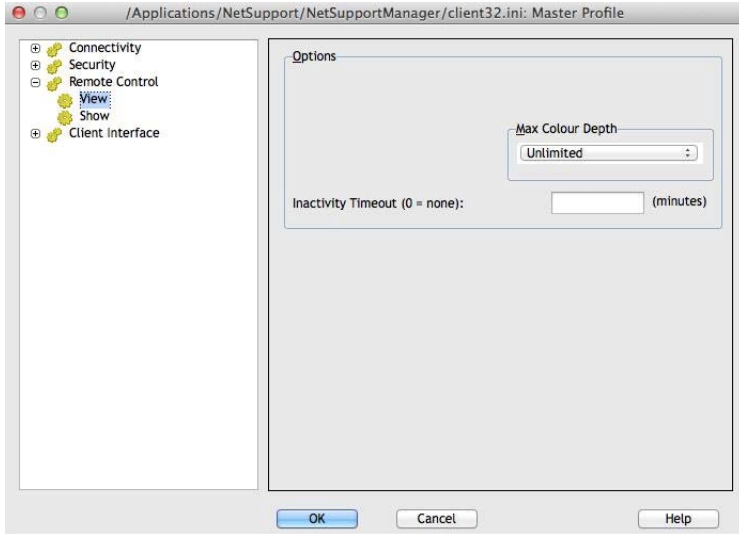 /Applications/NetSupport/NetSupportManager/client32.ini: Master Profile
Connectivity
Security
Remote Control
View
Show
Client Interface
Options
Max Colour Depth
Unlimited
Inactivity Timeout (0 = none):
(minutes)
OK
Cancel
Help